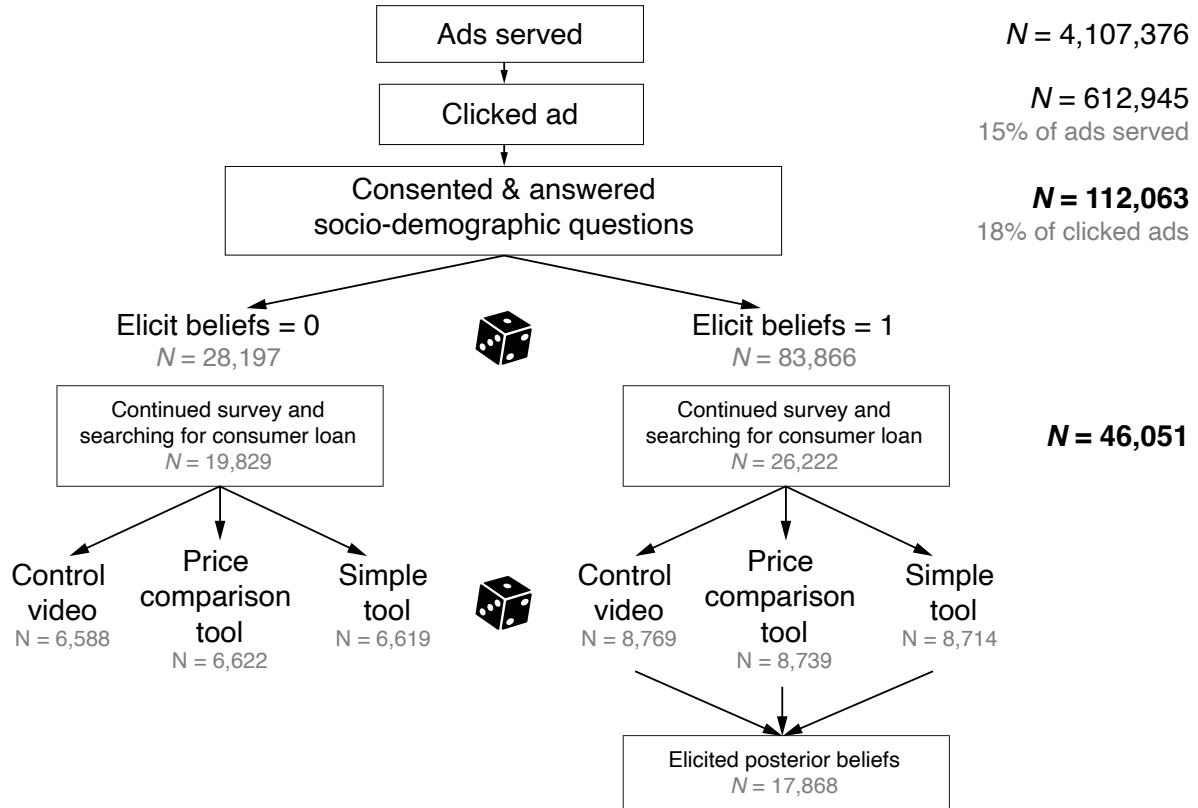 Ads served
N = 4,107,376
Clicked ad
N = 612,945
15% of ads served
Consented & answered
socio-demographic questions
N = 112,063
18% of clicked ads
Elicit beliefs = 0
N = 28,197
Elicit beliefs = 1
N = 83,866
Continued survey and
searching for consumer loan
N = 19,829
Continued survey and
searching for consumer loan
N = 26,222
N = 46,051
Control
video
N = 6,588
Price
comparison
tool
N = 6,622
Simple
tool
N = 6,619
Control
video
N = 8,769
Price
comparison
tool
N = 8,739
Simple
tool
N = 8,714
Elicited posterior beliefs
N = 17,868